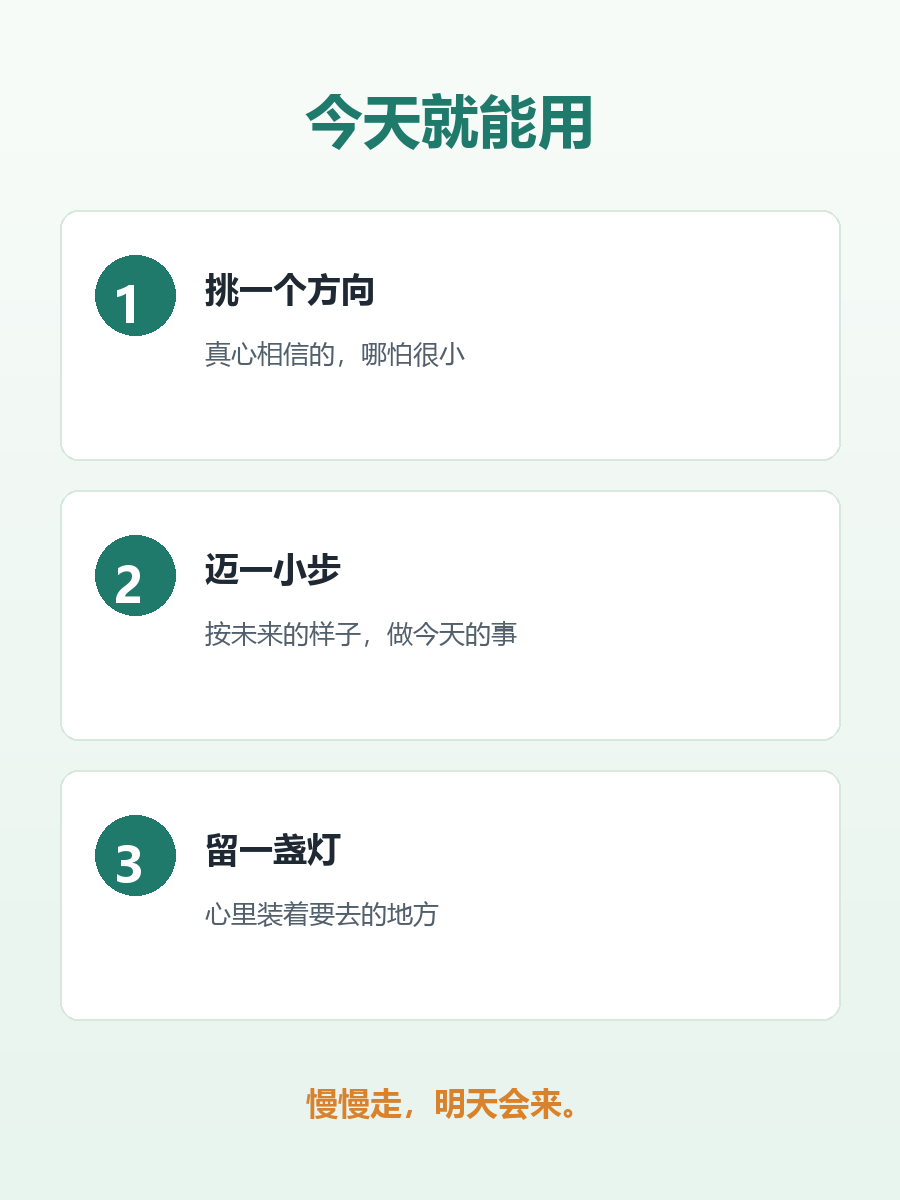 今天就能用
1
挑一个方向
真心相信的，哪怕很小
2
迈一小步
按未来的样子，做今天的事
3
留一盏灯
心里装着要去的地方
慢慢走，明天会来。